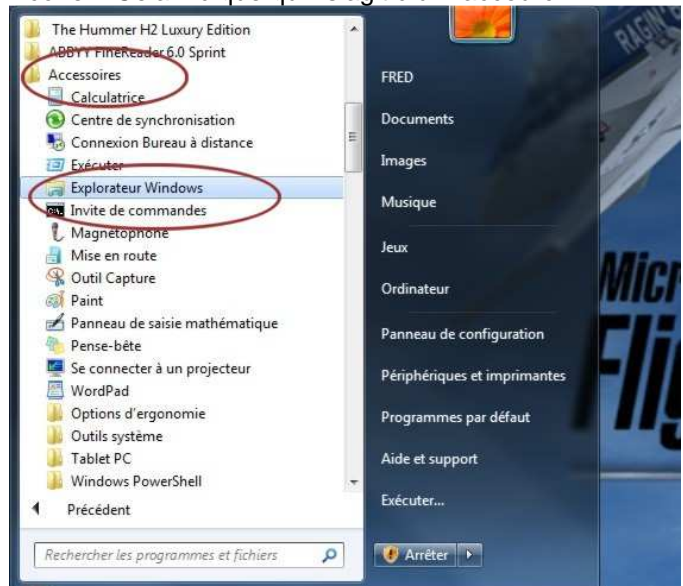 The Hummer H2 Luxury Edition
ABBYY FineReader 6.0 Sprint
Accessoires
Calculatrice
Centre de synchronisation
Connexion Bureau à distance
Exécuter
Explorateur Windows
Invite de commandes
Magnétophone
Mise en route
Outil Capture
Paint
Panneau de saisie mathématique
Pense-bête
Se connecter à un projecteur
WordPad
Options d'ergonomie
Outils système
Tablet PC
Windows PowerShell
Précédent
Rechercher les programmes et fichiers
FRED
Documents
Images
Musique
Jeux
Ordinateur
Panneau de configuration
Périphériques et imprimantes
Programmes par défaut
Aide et support
Exécuter...
Arrêter
RAGIN'
Micr
Fli